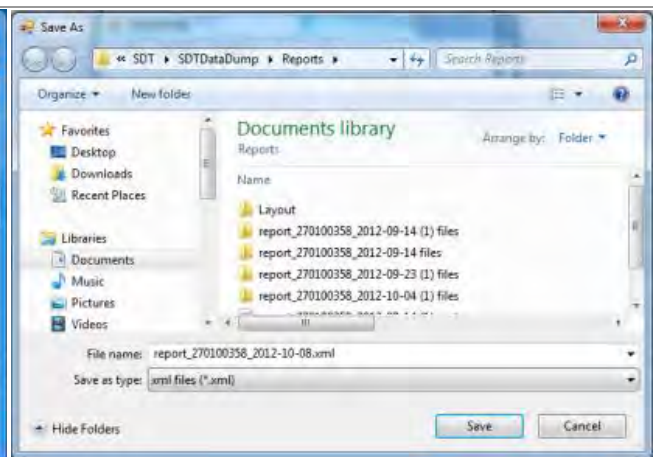 Save As
« SDT ▸ SDTDataDump ▸ Reports ▸
Search Reports
Organize
New folder
Favorites
Desktop
Downloads
Recent Places
Libraries
Documents
Music
Pictures
Videos
Documents library
Reports
Arrange by: Folder
Name
Layout
report_270100358_2012-09-14 (1) files
report_270100358_2012-09-14 files
report_270100358_2012-09-23 (1) files
report_270100358_2012-10-04 (1) files
File name: report_270100358_2012-10-08.xml
Save as type: xml files (*.xml)
Hide Folders
Save
Cancel